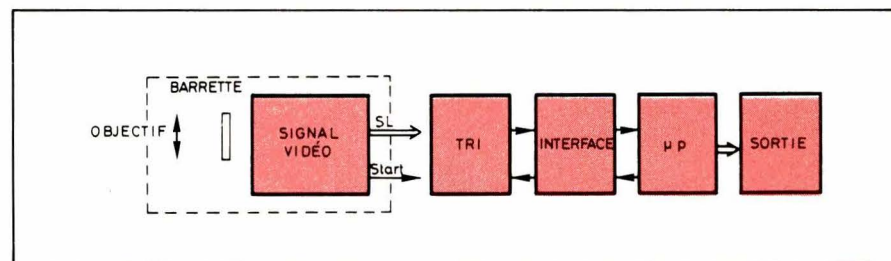 BARRETTE
OBJECTIF
SIGNAL
VIDÉO
SL
Start
TRI
INTERFACE
µp
SORTIE